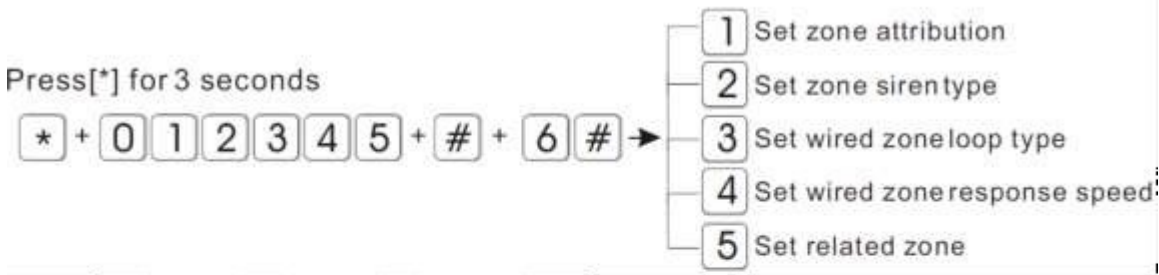 1 Set zone attribution
Press[*] for 3 seconds
2 Set zone siren type
* + 0 1 2 3 4 5 + # + 6 # → 3 Set wired zone loop type
4 Set wired zone response speed
5 Set related zone